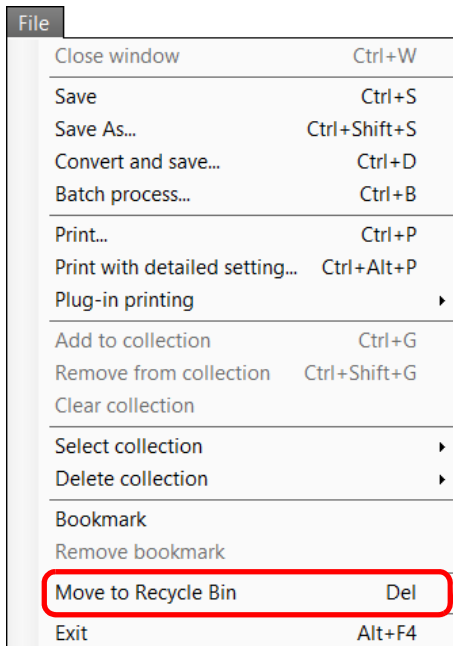 File
Close window Ctrl+W
Save Ctrl+S
Save As... Ctrl+Shift+S
Convert and save... Ctrl+D
Batch process... Ctrl+B
Print... Ctrl+P
Print with detailed setting... Ctrl+Alt+P
Plug-in printing
Add to collection Ctrl+G
Remove from collection Ctrl+Shift+G
Clear collection
Select collection
Delete collection
Bookmark
Remove bookmark
Move to Recycle Bin Del
Exit Alt+F4